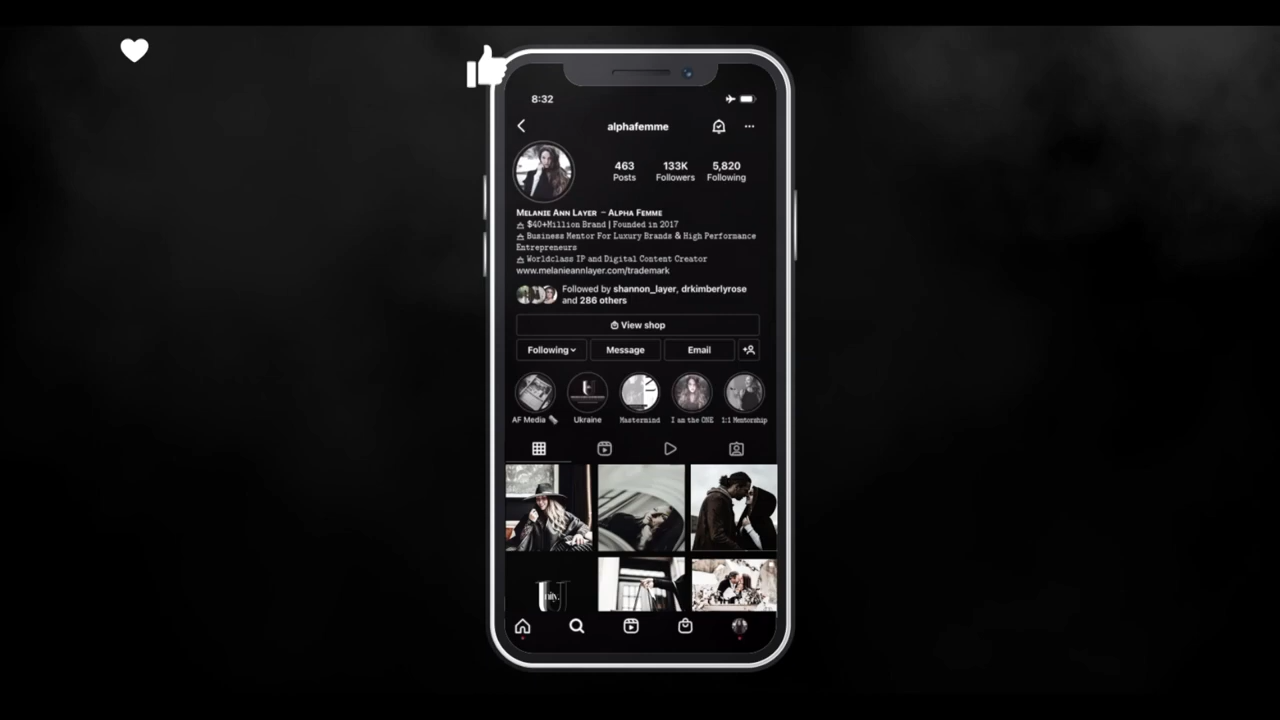 8:32
alphafemme
463 133K 5,820
Posts Followers Following
Melanie Ann Layer – Alpha Femme
$40+Million Brand | Founded in 2017
Business Mentor For Luxury Brands & High Performance
Entrepreneurs
Worldclass IP and Digital Content Creator
www.melanieannlayer.com/trademark
Followed by shannon_layer, drkimberlyrose
and 286 others
View shop
Following Message Email
AF Media Ukraine Mastermind I am the ONE 1:1 Mentorship
nity.